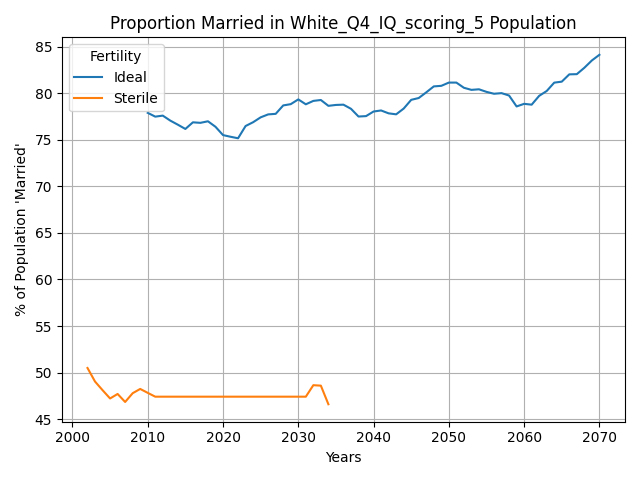 Proportion Married in White_Q4_IQ_scoring_5 Population
Fertility
Ideal
Sterile
85
80
75
70
65
60
55
50
45
% of Population 'Married'
2000 2010 2020 2030 2040 2050 2060 2070
Years